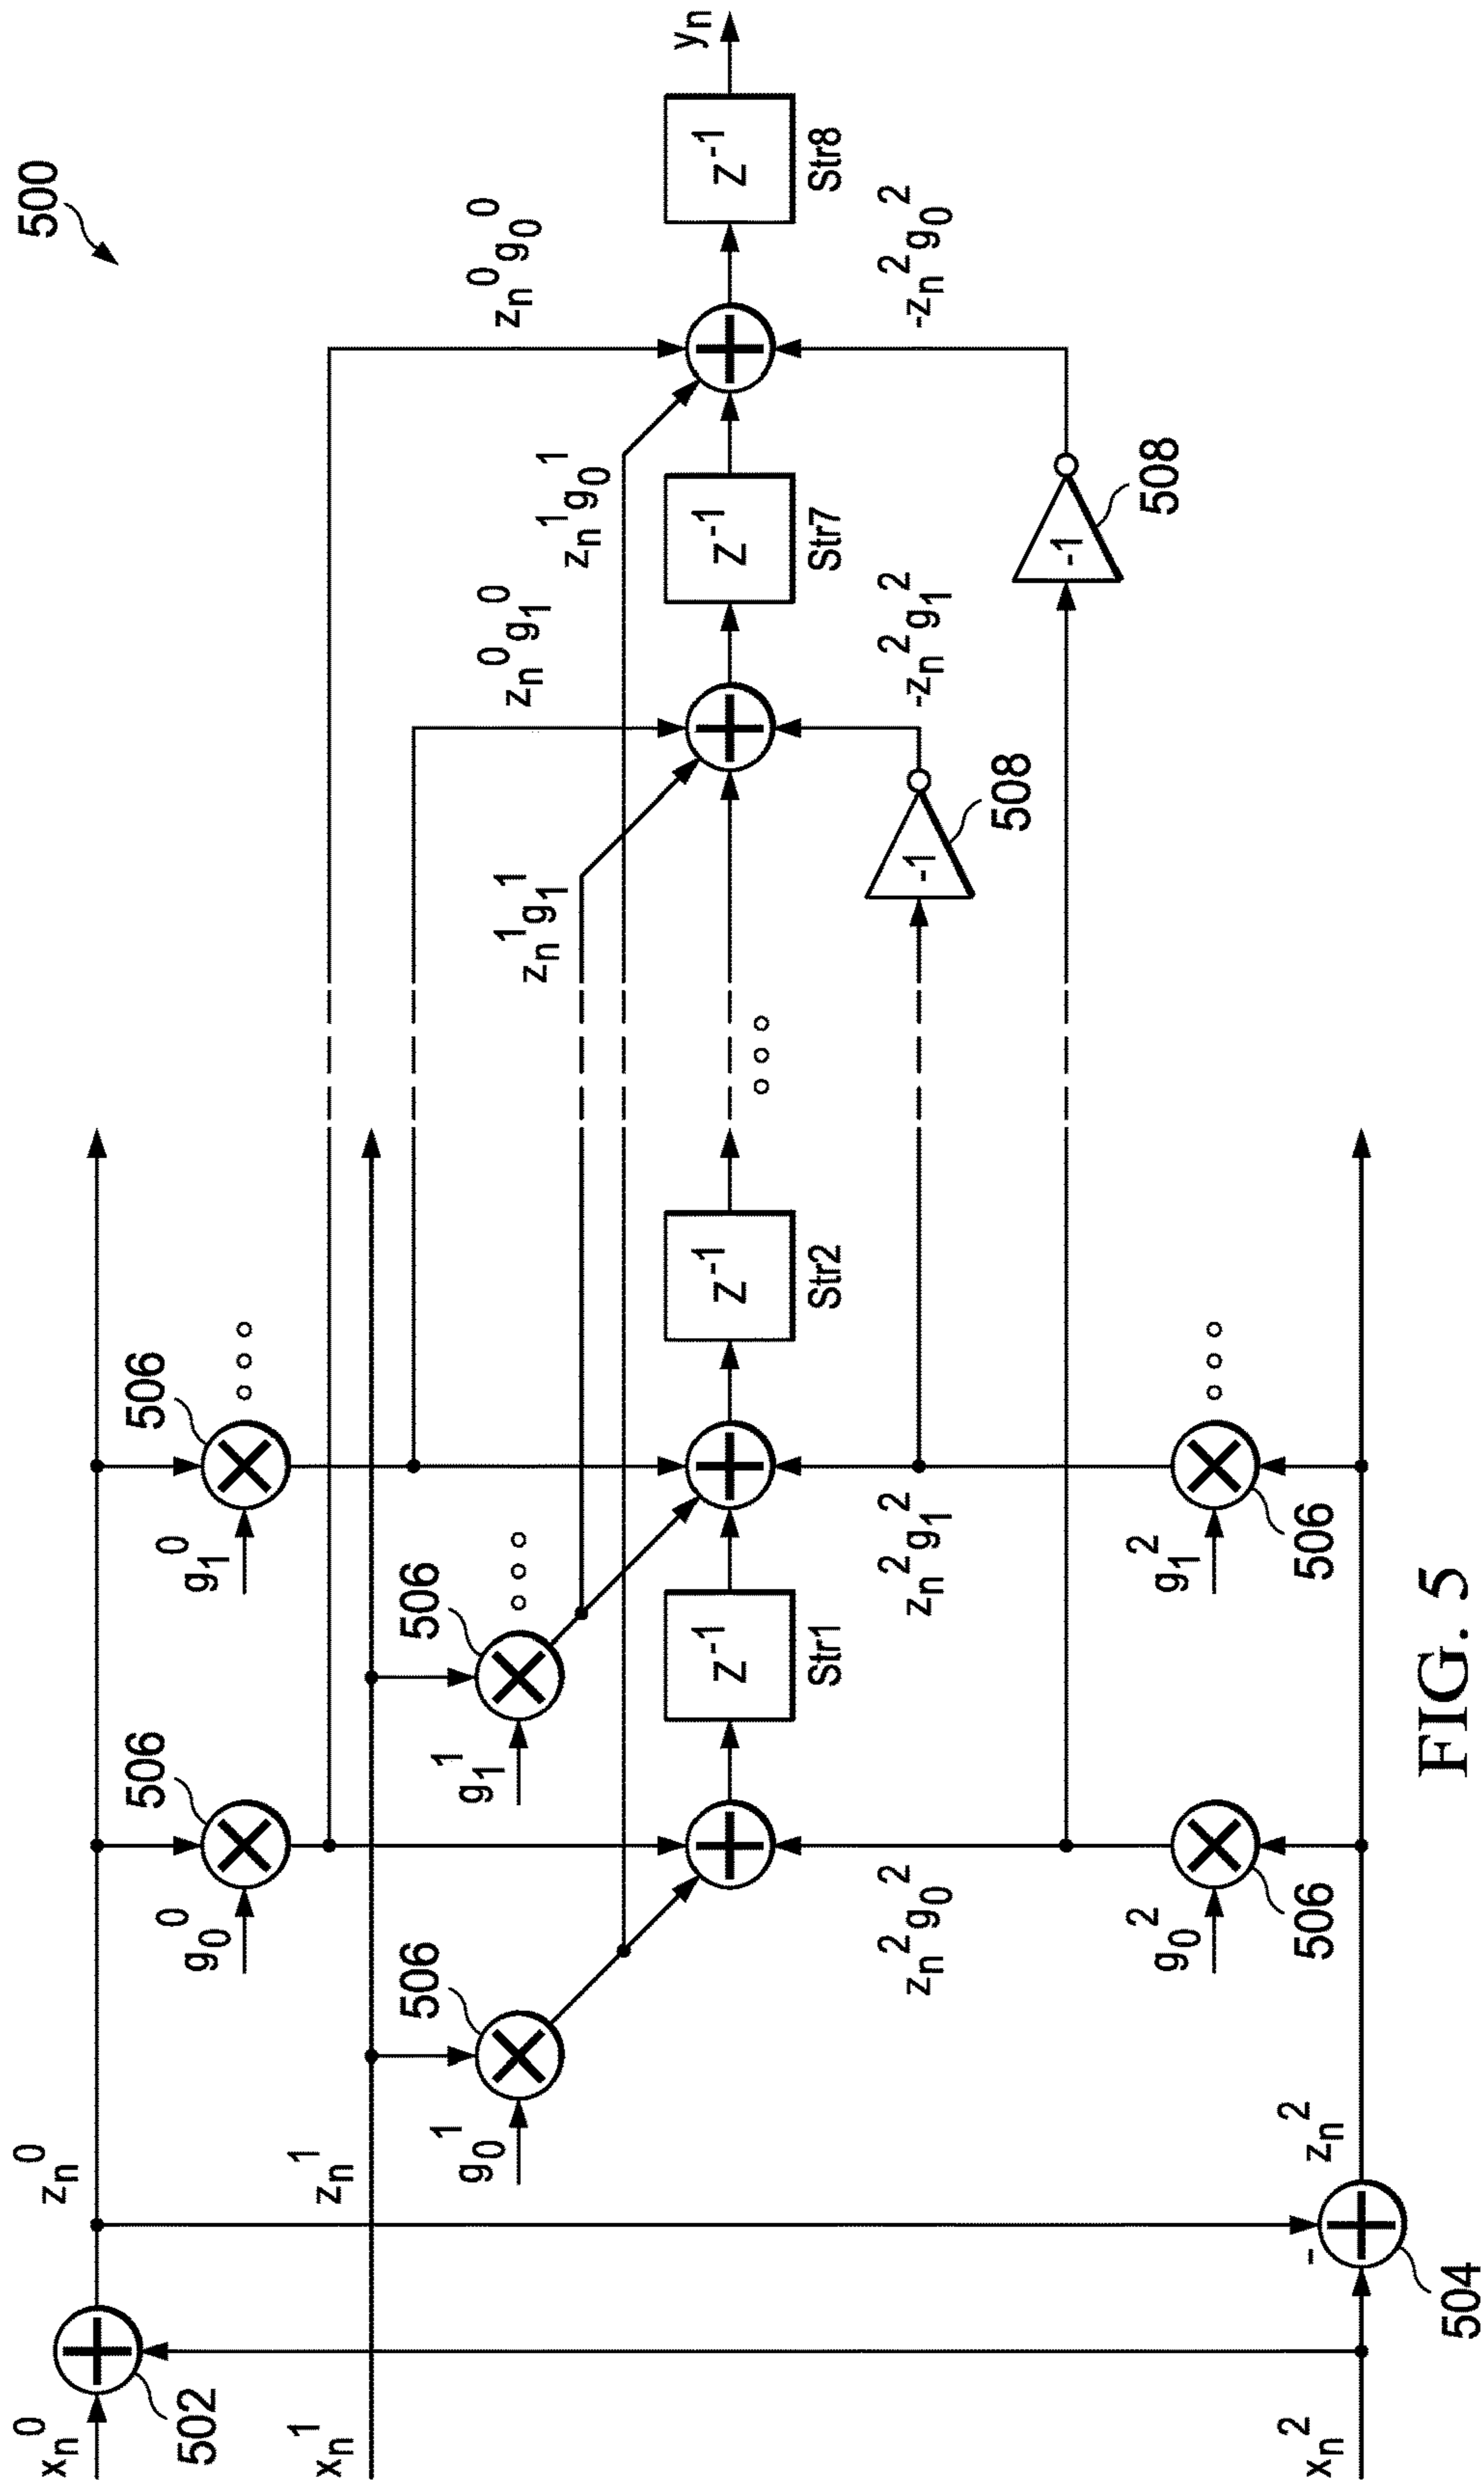 500
x_n^0
502
z_n^0
g_0^0
506
g_1^0
506
x_n^1
z_n^1
g_0^1
506
g_1^1
506
z_n^0 g_0^0
z_n^1 g_0^1
z_n^0 g_1^0
z_n^1 g_1^1
z^-1
Str1
z^-1
Str2
z^-1
Str7
z^-1
Str8
y_n
z_n^2 g_0^2
z_n^2 g_1^2
-z_n^2 g_1^2
-z_n^2 g_0^2
-1
508
-1
508
g_0^2
506
g_1^2
506
x_n^2
-
504
z_n^2
FIG. 5